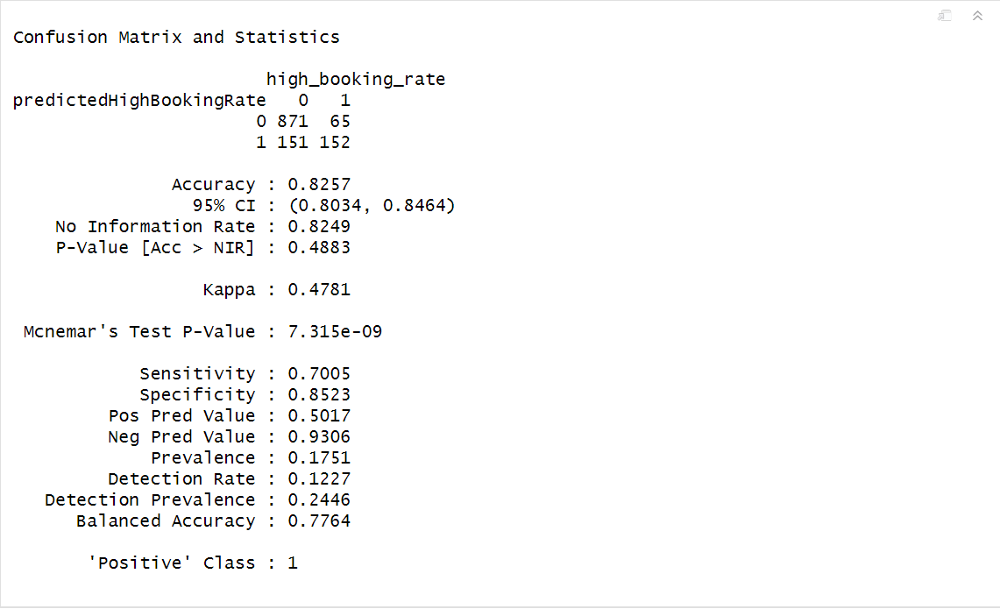 Confusion Matrix and Statistics
high_booking_rate
predictedHighBookingRate 0 1
0 871 65
1 151 152
Accuracy : 0.8257
95% CI : (0.8034, 0.8464)
No Information Rate : 0.8249
P-Value [Acc > NIR] : 0.4883
Kappa : 0.4781
Mcnemar's Test P-Value : 7.315e-09
Sensitivity : 0.7005
Specificity : 0.8523
Pos Pred Value : 0.5017
Neg Pred Value : 0.9306
Prevalence : 0.1751
Detection Rate : 0.1227
Detection Prevalence : 0.2446
Balanced Accuracy : 0.7764
'Positive' Class : 1